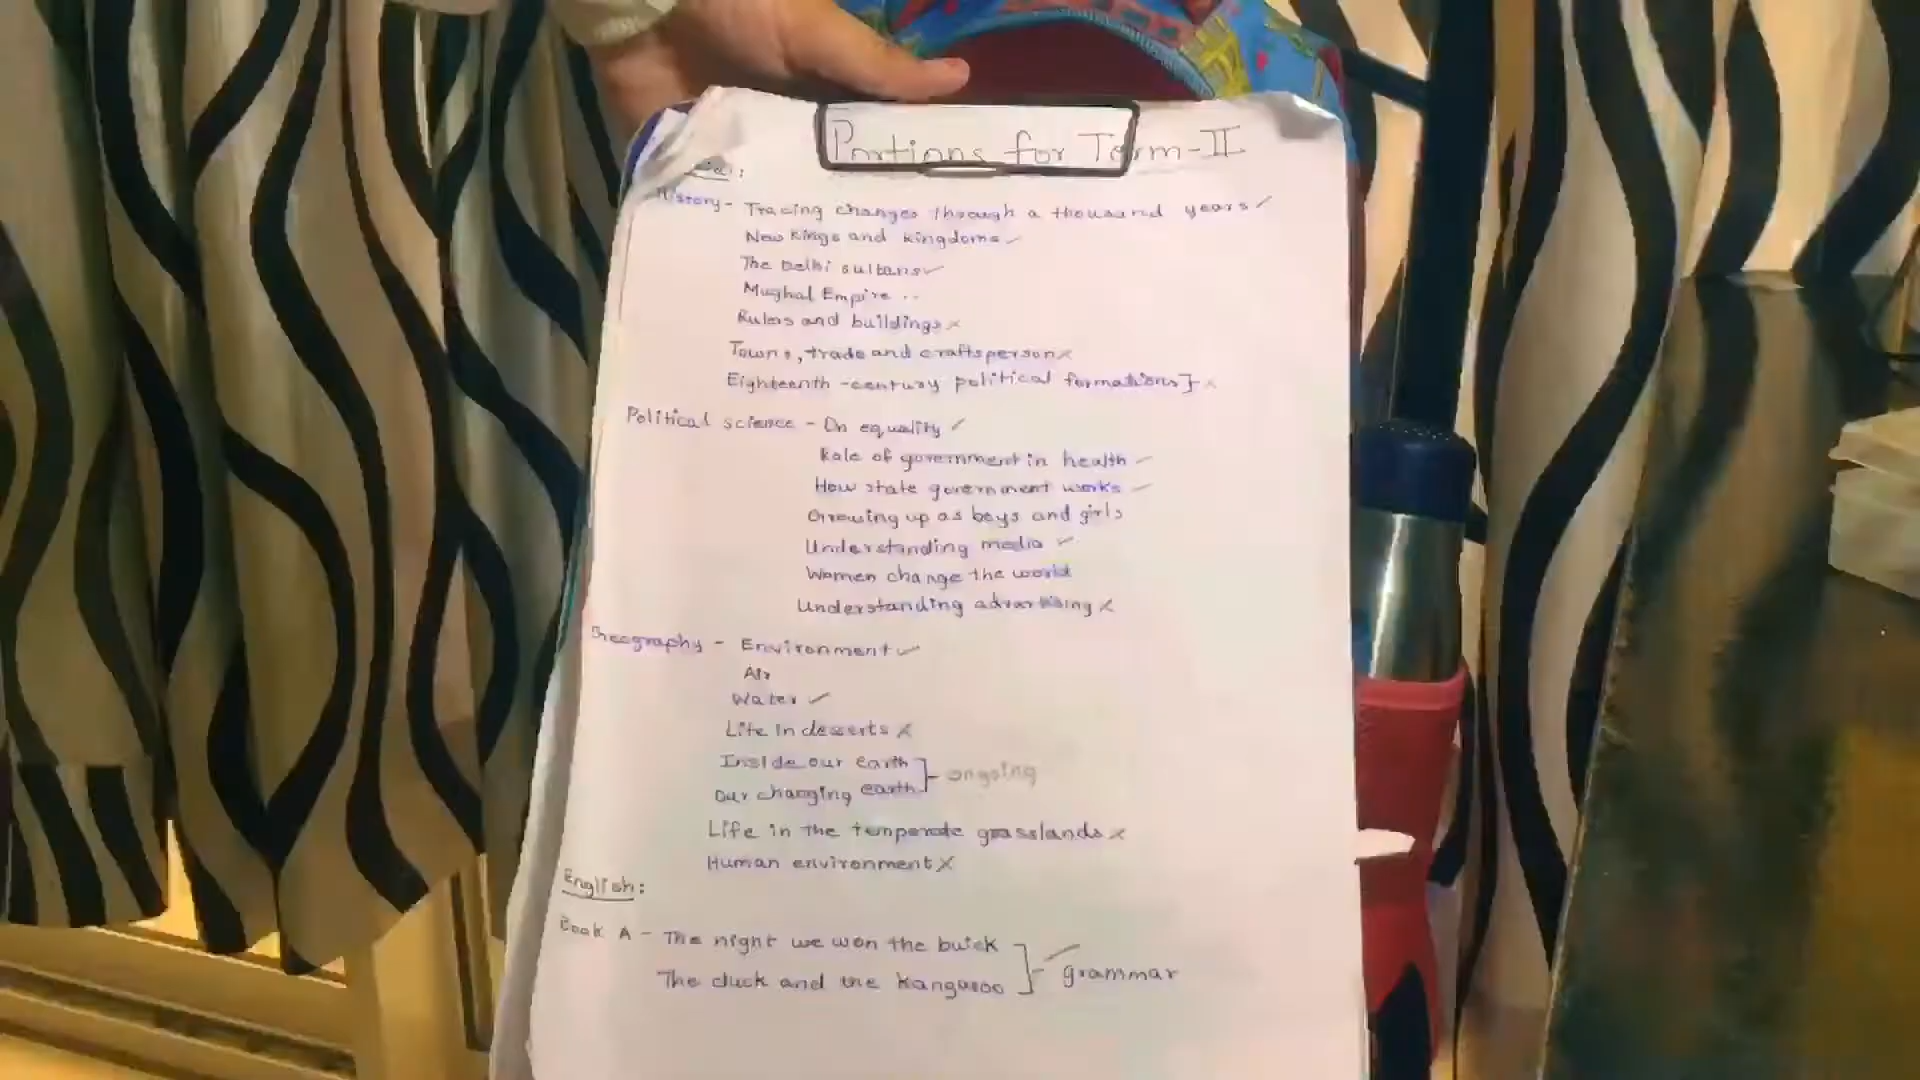 Portions for Term-II
History - Tracing changes through a thousand years ✓
New kings and kingdoms ✓
The Delhi sultans ✓
Mughal Empire ..
Rulers and buildings ×
Towns, trade and craftsperson ×
Eighteenth-century political formations] - ×
Political science - On equality ✓
Role of government in health ✓
How state government works ✓
Growing up as boys and girls
Understanding media ✓
Women change the world
Understanding advertising ×
Geography - Environment ✓
Air
Water ✓
Life in desserts ×
Inside our earth
Our changing earth ] - ongoing
Life in the temperate grasslands ×
Human environment ×
English:
Book A - The night we won the buick
The duck and the Kangaroo ] - ✓ grammar